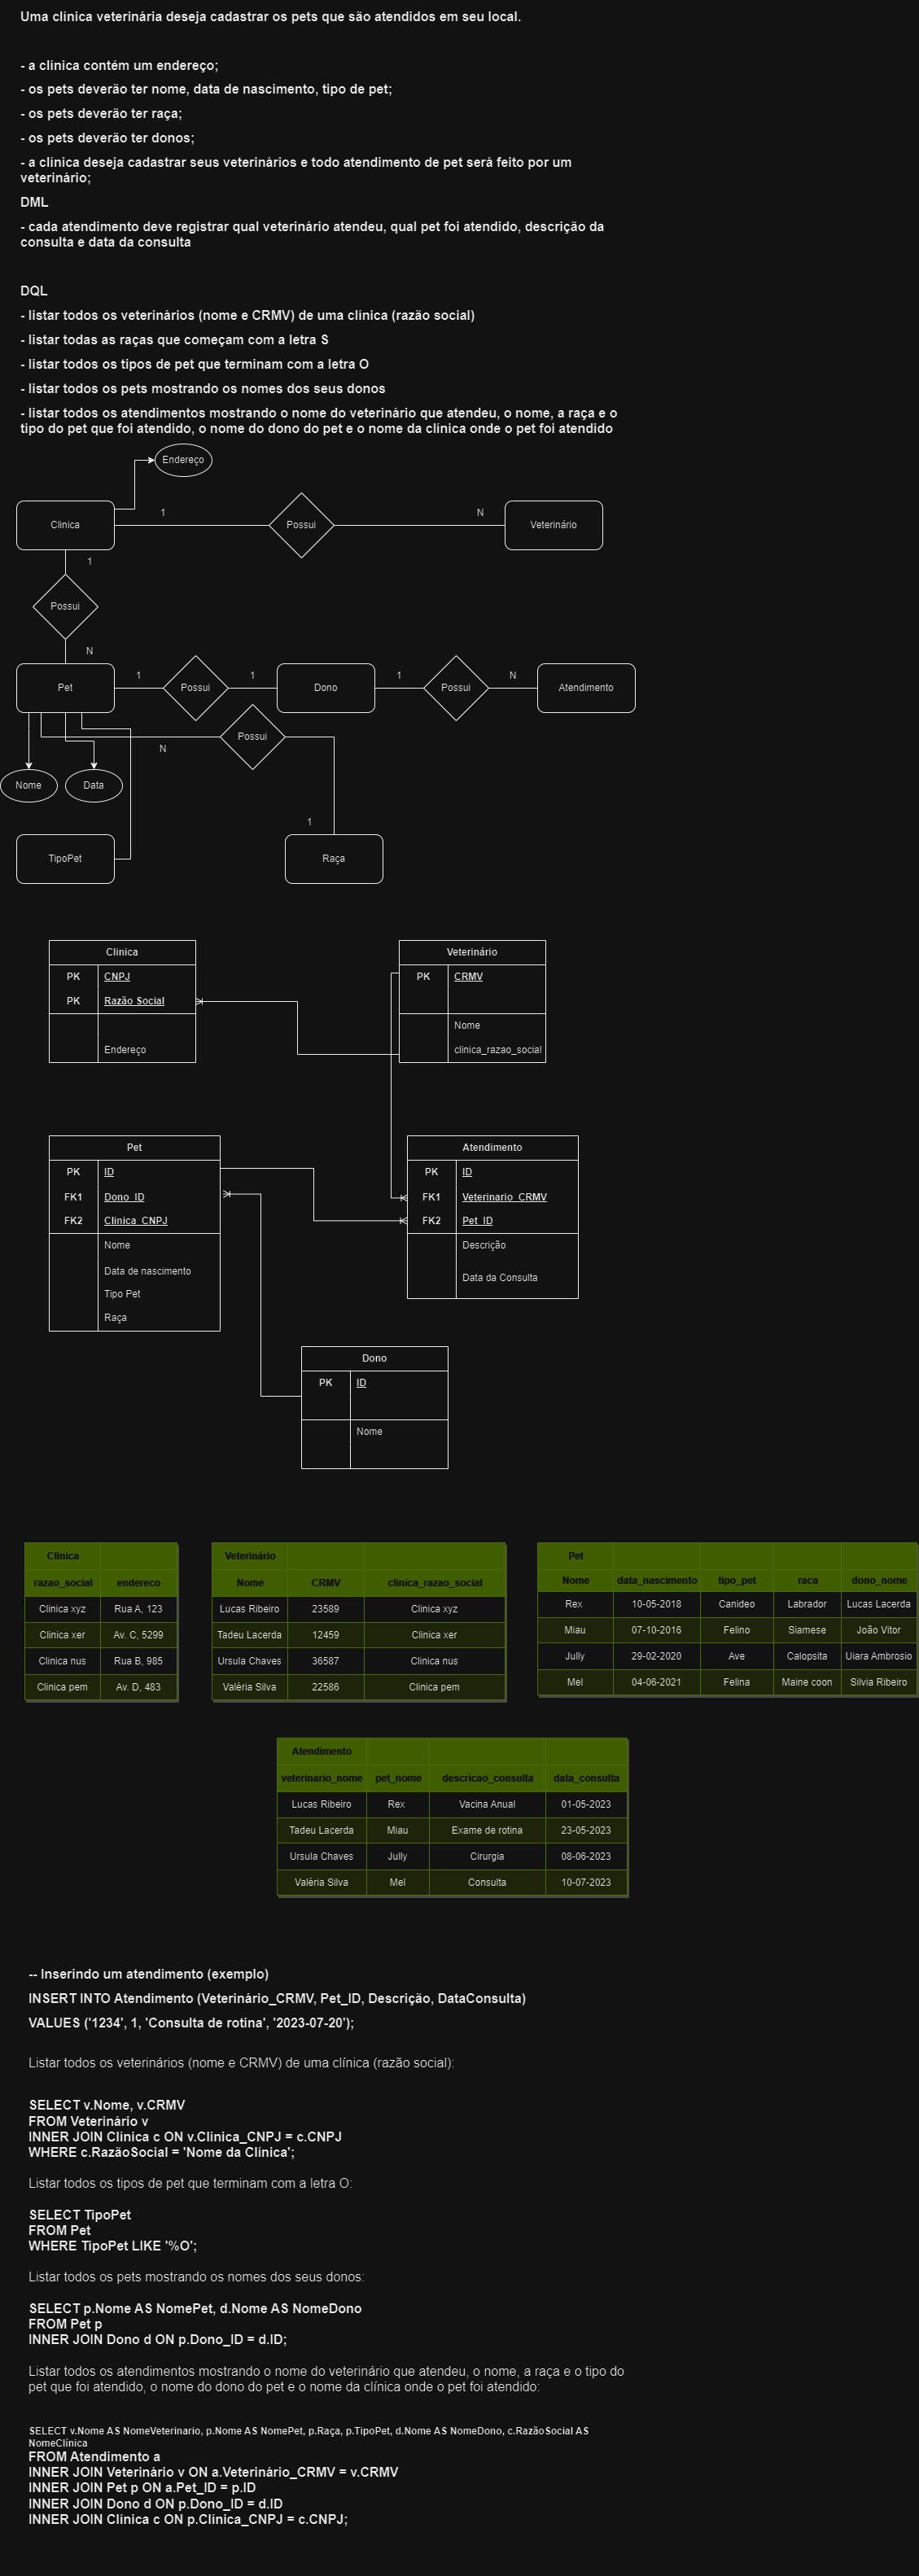 Uma clínica veterinária deseja cadastrar os pets que são atendidos em seu local.
- a clínica contém um endereço;
- os pets deverão ter nome, data de nascimento, tipo de pet;
- os pets deverão ter raça;
- os pets deverão ter donos;
- a clínica deseja cadastrar seus veterinários e todo atendimento de pet será feito por um
veterinário;
DML
- cada atendimento deve registrar qual veterinário atendeu, qual pet foi atendido, descrição da
consulta e data da consulta
DQL
- listar todos os veterinários (nome e CRMV) de uma clínica (razão social)
- listar todas as raças que começam com a letra S
- listar todos os tipos de pet que terminam com a letra O
- listar todos os pets mostrando os nomes dos seus donos
- listar todos os atendimentos mostrando o nome do veterinário que atendeu, o nome, a raça e o
tipo do pet que foi atendido, o nome do dono do pet e o nome da clínica onde o pet foi atendido
Endereço
Clinica
1
Possui
N
Veterinário
1
Possui
N
Pet
1
Possui
1
Dono
1
Possui
N
Atendimento
N
Possui
Nome
Data
1
TipoPet
Raça
Clinica
PK CNPJ
PK Razão Social
Endereço
Veterinário
PK CRMV
Nome
clinica_razao_social
Pet
PK ID
FK1 Dono_ID
FK2 Clinica_CNPJ
Nome
Data de nascimento
Tipo Pet
Raça
Atendimento
PK ID
FK1 Veterinario_CRMV
FK2 Pet_ID
Descrição
Data da Consulta
Dono
PK ID
Nome
Clinica
razao_social endereco
Clinica xyz Rua A, 123
Clinica xer Av. C, 5299
Clinica nus Rua B, 985
Clinica pem Av. D, 483
Veterinário
Nome CRMV clinica_razao_social
Lucas Ribeiro 23589 Clinica xyz
Tadeu Lacerda 12459 Clinica xer
Ursula Chaves 36587 Clinica nus
Valéria Silva 22586 Clinica pem
Pet
Nome data_nascimento tipo_pet raca dono_nome
Rex 10-05-2018 Canideo Labrador Lucas Lacerda
Miau 07-10-2016 Felino Siamese João Vitor
Jully 29-02-2020 Ave Calopsita Uiara Ambrosio
Mel 04-06-2021 Felina Maine coon Silvia Ribeiro
Atendimento
veterinario_nome pet_nome descricao_consulta data_consulta
Lucas Ribeiro Rex Vacina Anual 01-05-2023
Tadeu Lacerda Miau Exame de rotina 23-05-2023
Ursula Chaves Jully Cirurgia 08-06-2023
Valéria Silva Mel Consulta 10-07-2023
-- Inserindo um atendimento (exemplo)
INSERT INTO Atendimento (Veterinário_CRMV, Pet_ID, Descrição, DataConsulta)
VALUES ('1234', 1, 'Consulta de rotina', '2023-07-20');
Listar todos os veterinários (nome e CRMV) de uma clínica (razão social):
SELECT v.Nome, v.CRMV
FROM Veterinário v
INNER JOIN Clínica c ON v.Clinica_CNPJ = c.CNPJ
WHERE c.RazãoSocial = 'Nome da Clínica';
Listar todos os tipos de pet que terminam com a letra O:
SELECT TipoPet
FROM Pet
WHERE TipoPet LIKE '%O';
Listar todos os pets mostrando os nomes dos seus donos:
SELECT p.Nome AS NomePet, d.Nome AS NomeDono
FROM Pet p
INNER JOIN Dono d ON p.Dono_ID = d.ID;
Listar todos os atendimentos mostrando o nome do veterinário que atendeu, o nome, a raça e o tipo do
pet que foi atendido, o nome do dono do pet e o nome da clínica onde o pet foi atendido:
SELECT v.Nome AS NomeVeterinario, p.Nome AS NomePet, p.Raça, p.TipoPet, d.Nome AS NomeDono, c.RazãoSocial AS
NomeClínica
FROM Atendimento a
INNER JOIN Veterinário v ON a.Veterinário_CRMV = v.CRMV
INNER JOIN Pet p ON a.Pet_ID = p.ID
INNER JOIN Dono d ON p.Dono_ID = d.ID
INNER JOIN Clínica c ON p.Clínica_CNPJ = c.CNPJ;